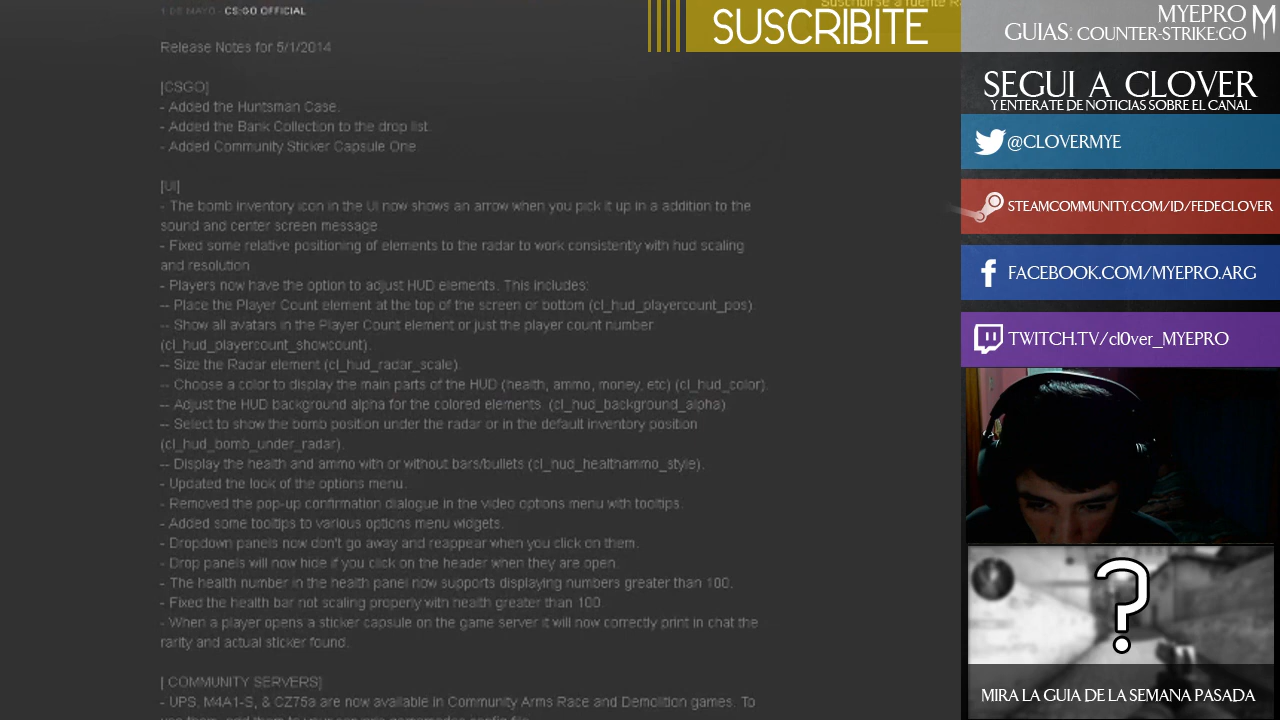 1 DE MAYO - CS:GO OFFICIAL
Release Notes for 5/1/2014
[CSGO]
- Added the Huntsman Case.
- Added the Bank Collection to the drop list.
- Added Community Sticker Capsule One
[UI]
- The bomb inventory icon in the UI now shows an arrow when you pick it up in a addition to the
sound and center screen message
- Fixed some relative positioning of elements to the radar to work consistently with hud scaling
and resolution
- Players now have the option to adjust HUD elements. This includes:
-- Place the Player Count element at the top of the screen or bottom (cl_hud_playercount_pos).
-- Show all avatars in the Player Count element or just the player count number
(cl_hud_playercount_showcount).
-- Size the Radar element (cl_hud_radar_scale).
-- Choose a color to display the main parts of the HUD (health, ammo, money, etc) (cl_hud_color).
-- Adjust the HUD background alpha for the colored elements. (cl_hud_background_alpha)
-- Select to show the bomb position under the radar or in the default inventory position
(cl_hud_bomb_under_radar).
-- Display the health and ammo with or without bars/bullets (cl_hud_healthammo_style).
- Updated the look of the options menu.
- Removed the pop-up confirmation dialogue in the video options menu with tooltips.
- Added some tooltips to various options menu widgets.
- Dropdown panels now don't go away and reappear when you click on them.
- Drop panels will now hide if you click on the header when they are open.
- The health number in the health panel now supports displaying numbers greater than 100.
- Fixed the health bar not scaling properly with health greater than 100.
- When a player opens a sticker capsule on the game server it will now correctly print in chat the
rarity and actual sticker found.
[ COMMUNITY SERVERS]
- UPS, M4A1-S, & CZ75a are now available in Community Arms Race and Demolition games. To
Suscribirse a fuente
SUSCRIBITE
MYEPRO
GUIAS: COUNTER-STRIKE:GO
SEGUI A CLOVER
Y ENTERATE DE NOTICIAS SOBRE EL CANAL
@CLOVERMYE
STEAMCOMMUNITY.COM/ID/FEDECLOVER
FACEBOOK.COM/MYEPRO.ARG
TWITCH.TV/cl0ver_MYEPRO
?
MIRA LA GUIA DE LA SEMANA PASADA